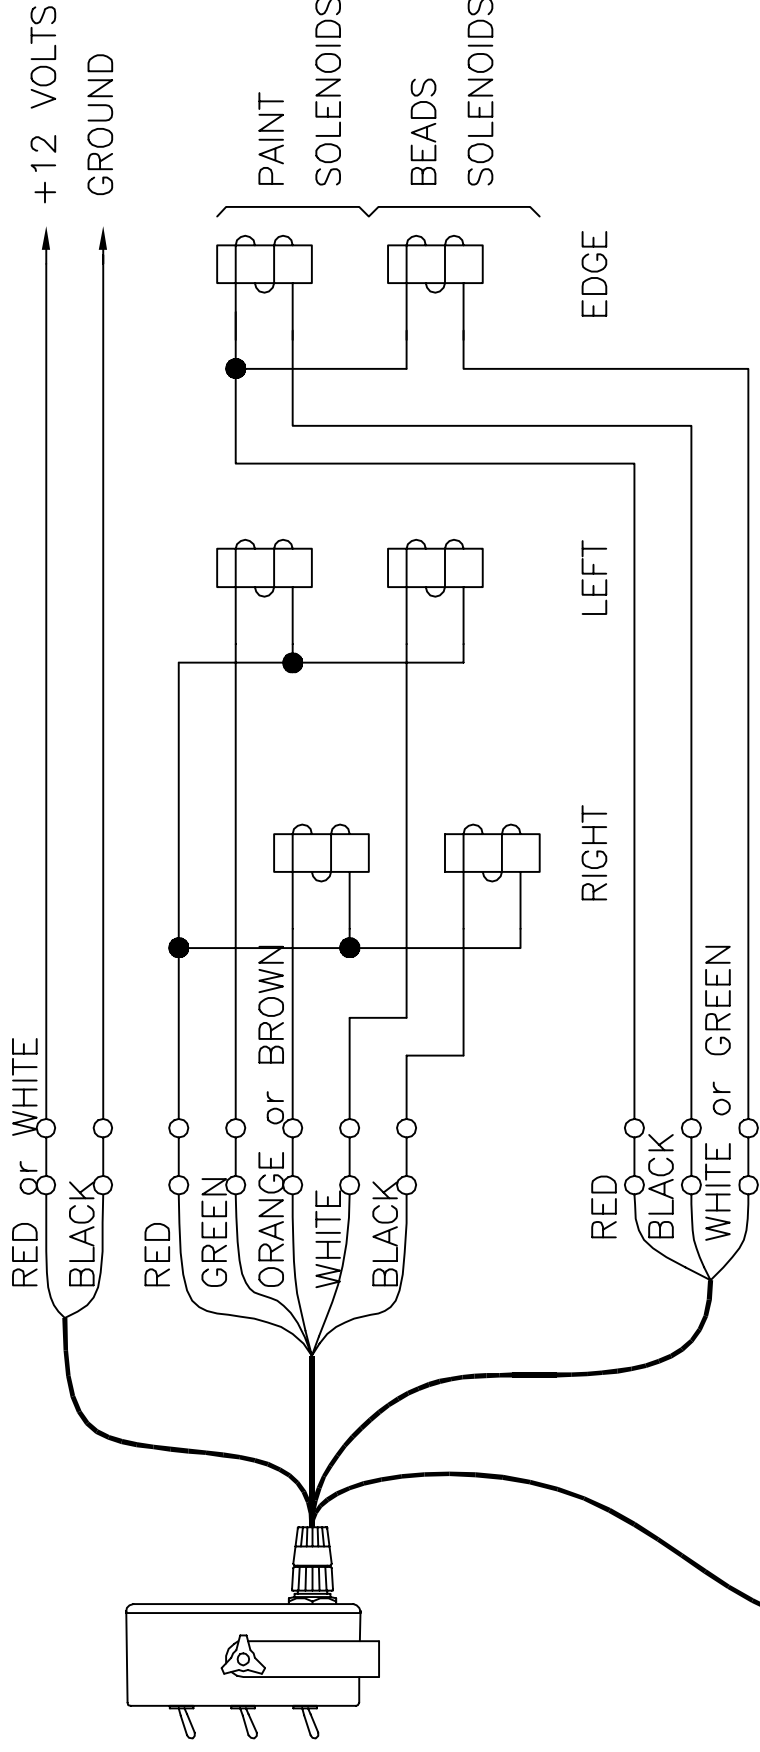 +12 VOLTS
GROUND
PAINT
SOLENOIDS
BEADS
SOLENOIDS
EDGE
LEFT
RIGHT
RED or WHITE
BLACK
RED
GREEN
ORANGE or BROWN
WHITE
BLACK
RED
BLACK
WHITE or GREEN